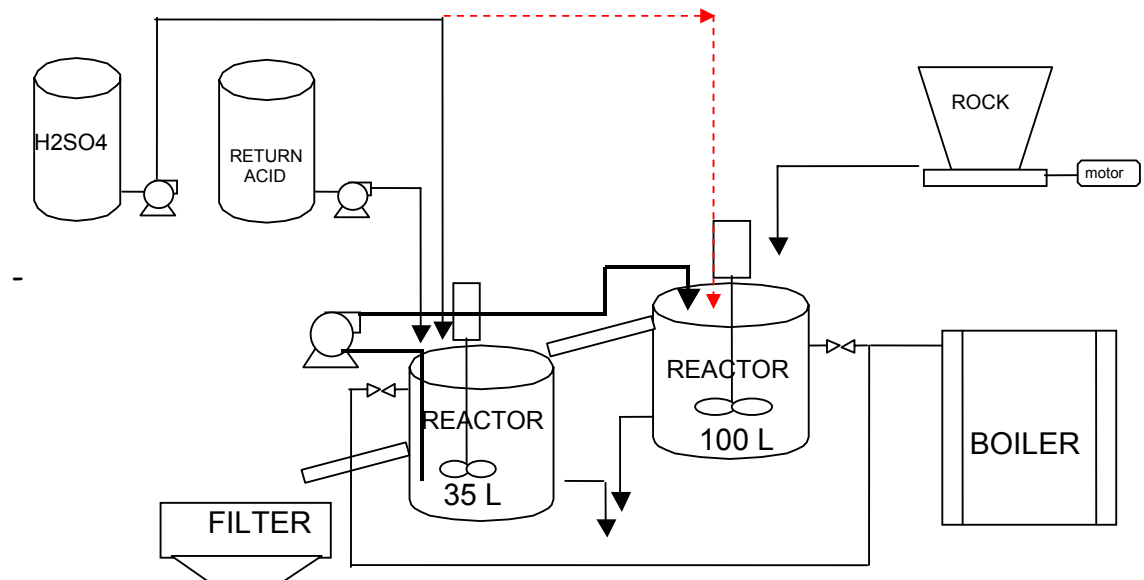 H2SO4
RETURN
ACID
ROCK
motor
-
REACTOR
100 L
REACTOR
35 L
BOILER
FILTER